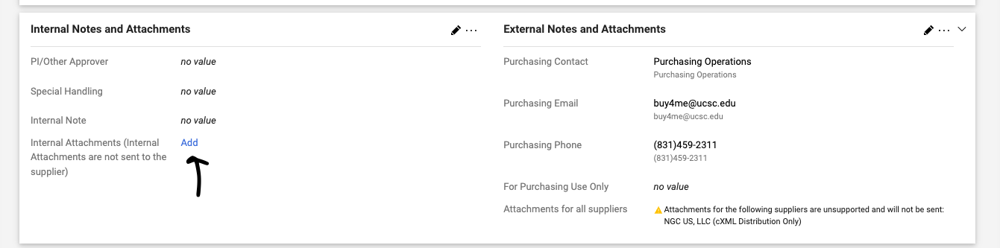 Internal Notes and Attachments
PI/Other Approver no value
Special Handling no value
Internal Note no value
Internal Attachments (Internal Add
Attachments are not sent to the
supplier)
External Notes and Attachments
Purchasing Contact Purchasing Operations
Purchasing Operations
Purchasing Email buy4me@ucsc.edu
buy4me@ucsc.edu
Purchasing Phone (831)459-2311
(831)459-2311
For Purchasing Use Only no value
Attachments for all suppliers Attachments for the following suppliers are unsupported and will not be sent:
NGC US, LLC (cXML Distribution Only)